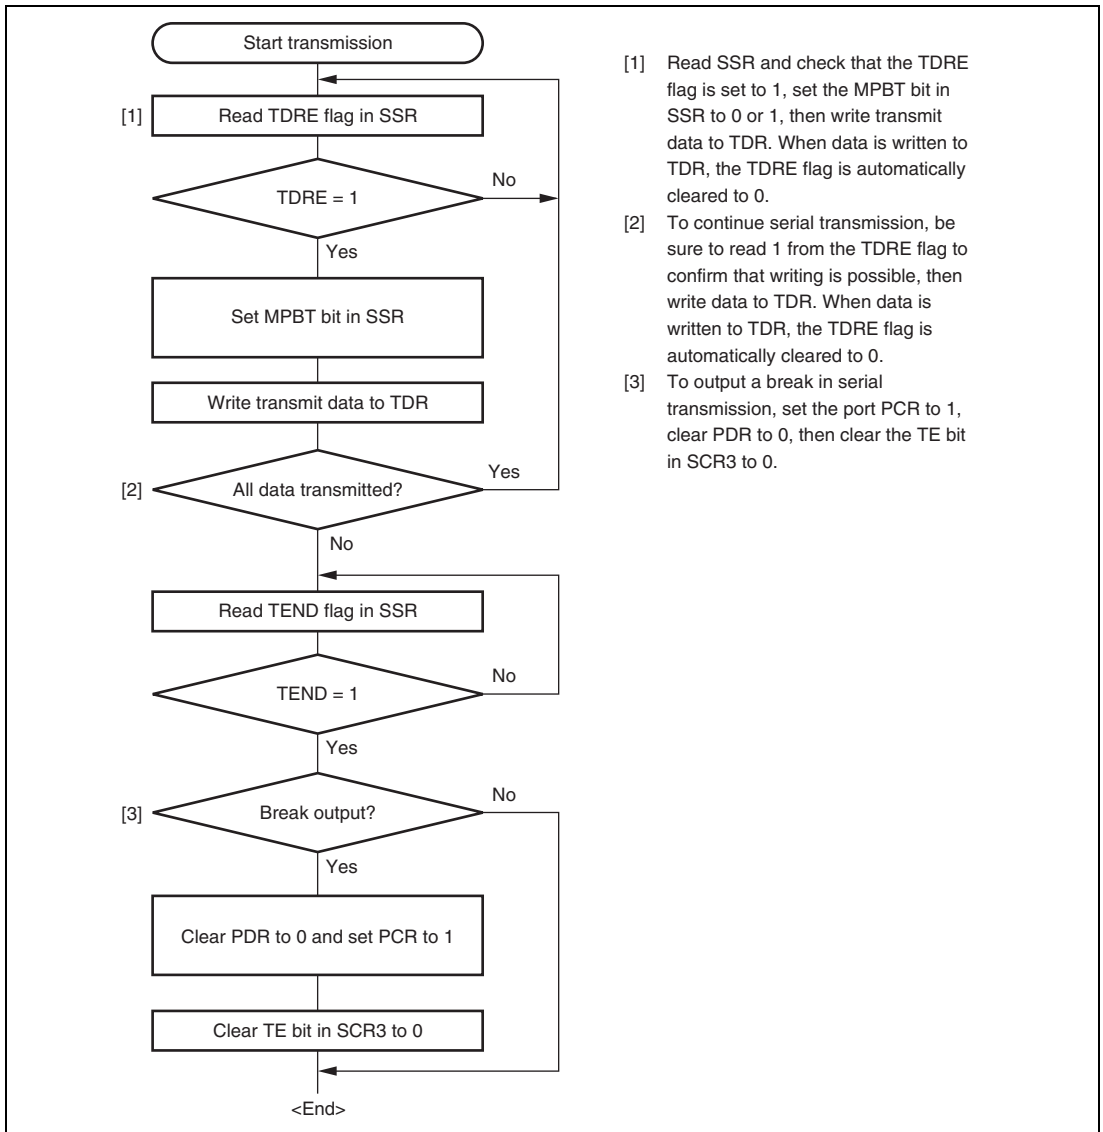 Start transmission
[1] Read TDRE flag in SSR
TDRE = 1
No
Yes
Set MPBT bit in SSR
Write transmit data to TDR
[2] All data transmitted?
Yes
No
Read TEND flag in SSR
TEND = 1
No
Yes
[3] Break output?
No
Yes
Clear PDR to 0 and set PCR to 1
Clear TE bit in SCR3 to 0
<End>
[1] Read SSR and check that the TDRE
flag is set to 1, set the MPBT bit in
SSR to 0 or 1, then write transmit
data to TDR. When data is written to
TDR, the TDRE flag is automatically
cleared to 0.
[2] To continue serial transmission, be
sure to read 1 from the TDRE flag to
confirm that writing is possible, then
write data to TDR. When data is
written to TDR, the TDRE flag is
automatically cleared to 0.
[3] To output a break in serial
transmission, set the port PCR to 1,
clear PDR to 0, then clear the TE bit
in SCR3 to 0.